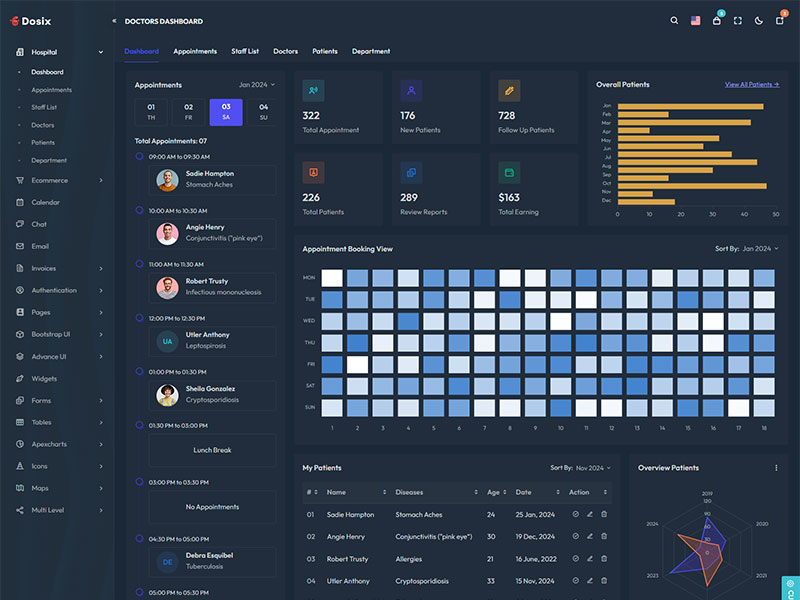 Dosix
« DOCTORS DASHBOARD
5
8
Hospital
Dashboard
Appointments
Staff List
Doctors
Patients
Department
Ecommerce
Calendar
Chat
Email
Invoices
Authentication
Pages
Bootstrap UI
Advance UI
Widgets
Forms
Tables
Apexcharts
Icons
Maps
Multi Level
Dashboard Appointments Staff List Doctors Patients Department
Appointments Jan 2024
01 02 03 04
TH FR SA SU
Total Appointments: 07
09:00 AM to 09:30 AM
Sadie Hampton
Stomach Aches
10:00 AM to 10:30 AM
Angie Henry
Conjunctivitis ("pink eye")
11:00 AM to 11:30 AM
Robert Trusty
Infectious mononucleosis
12:00 PM to 12:30 PM
UA
Utler Anthony
Leptospirosis
01:00 PM to 01:30 PM
Sheila Gonzalez
Cryptosporidiosis
01:30 PM to 03:00 PM
Lunch Break
03:00 PM to 03:30 PM
No Appointments
04:30 PM to 05:00 PM
DE
Debra Esquibel
Tuberculosis
05:00 PM to 05:30 PM
322
Total Appointment
176
New Patients
728
Follow Up Patients
226
Total Patients
289
Review Reports
$163
Total Earning
Overall Patients View All Patients →
Jan
Feb
Mar
Apr
May
Jun
Jul
Aug
Sep
Oct
Nov
Dec
0 10 20 30 40 50
Appointment Booking View Sort By: Jan 2024
MON
TUE
WED
THU
FRI
SAT
SUN
1 2 3 4 5 6 7 8 9 10 11 12 13 14 15 16 17 18
My Patients Sort By: Nov 2024
# Name Diseases Age Date Action
01 Sadie Hampton Stomach Aches 24 25 Jan, 2024
02 Angie Henry Conjunctivitis ("pink eye") 30 19 Dec, 2024
03 Robert Trusty Allergies 21 16 June, 2022
04 Utler Anthony Cryptosporidiosis 33 15 Nov, 2024
Overview Patients
2019
120
90
60
30
0
2024 2020
2023 2021